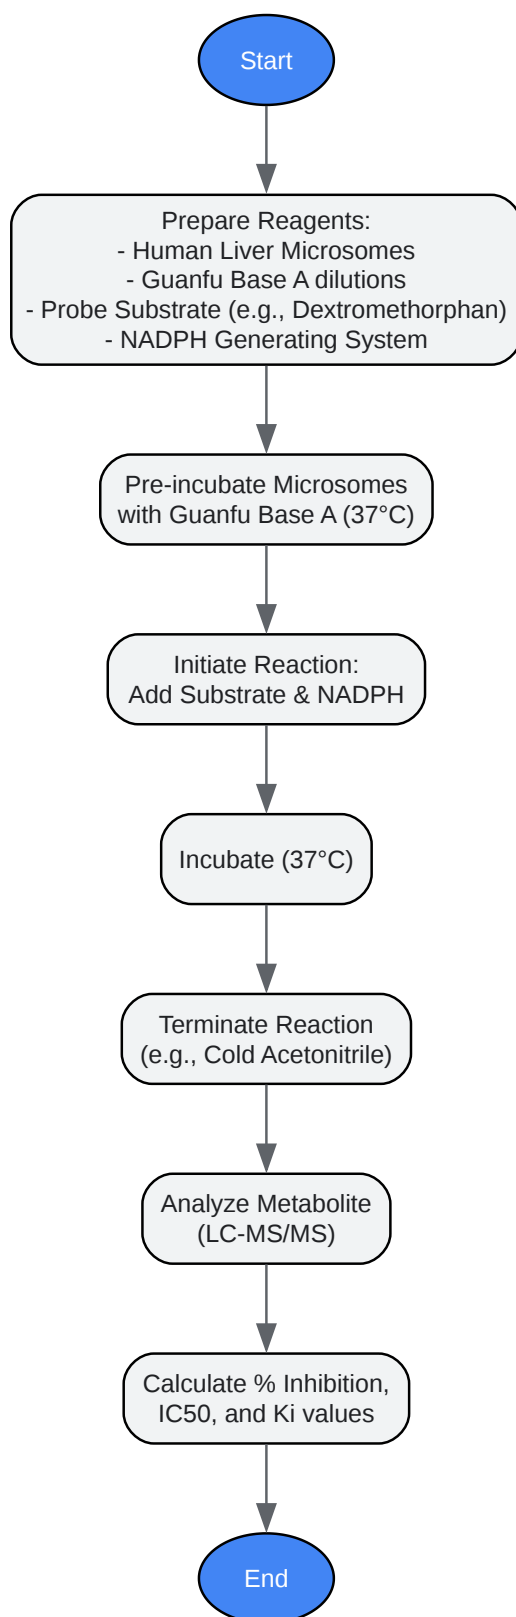 Start
Prepare Reagents:
- Human Liver Microsomes
- Guanfu Base A dilutions
- Probe Substrate (e.g., Dextromethorphan)
- NADPH Generating System
Pre-incubate Microsomes
with Guanfu Base A (37°C)
Initiate Reaction:
Add Substrate & NADPH
Incubate (37°C)
Terminate Reaction
(e.g., Cold Acetonitrile)
Analyze Metabolite
(LC-MS/MS)
Calculate % Inhibition,
IC50, and Ki values
End